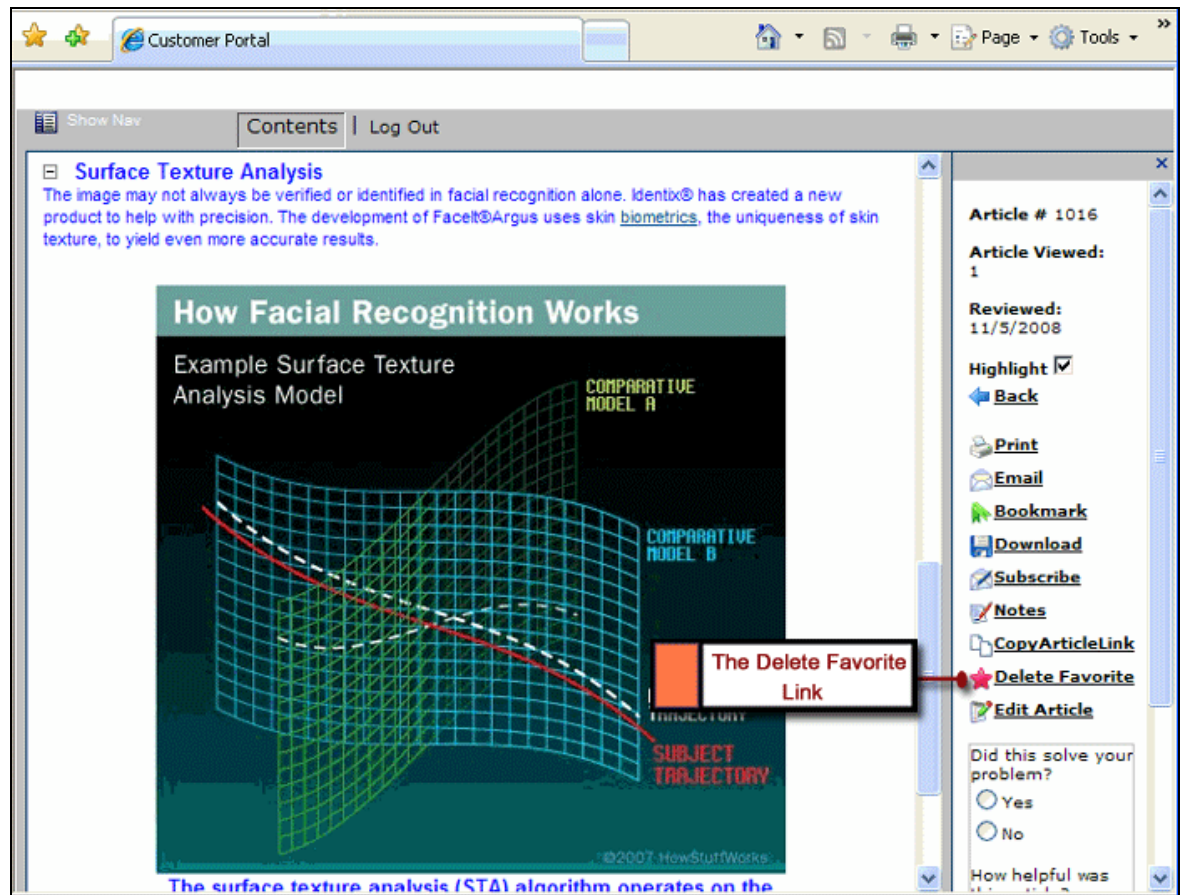 Customer Portal
Page
Tools
»
Show Nav
Contents | Log Out
Surface Texture Analysis
The image may not always be verified or identified in facial recognition alone. Identix® has created a new
product to help with precision. The development of FaceIt®Argus uses skin biometrics, the uniqueness of skin
texture, to yield even more accurate results.
How Facial Recognition Works
Example Surface Texture
Analysis Model
COMPARATIVE
MODEL A
COMPARATIVE
MODEL B
TRAJECTORY
SUBJECT
TRAJECTORY
©2007 HowStuffWorks
The surface texture analysis (STA) algorithm operates on the
The Delete Favorite
Link
Article # 1016
Article Viewed:
1
Reviewed:
11/5/2008
Highlight
Back
Print
Email
Bookmark
Download
Subscribe
Notes
CopyArticleLink
Delete Favorite
Edit Article
Did this solve your
problem?
Yes
No
How helpful was